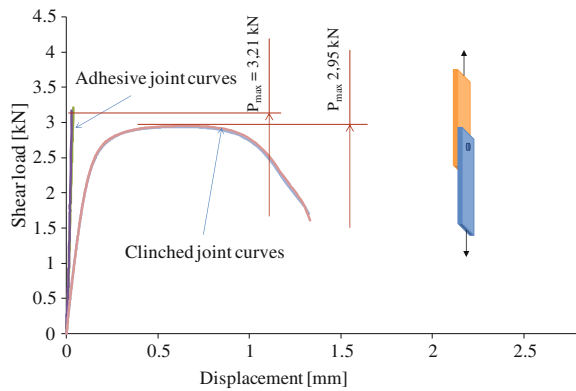 4.5
4
3.5
3
2.5
2
1.5
1
0.5
0
Shear load [kN]
Adhesive joint curves
Clinched joint curves
P max = 3,21 kN
P max 2,95 kN
0
0.5
1
1.5
2
2.5
Displacement [mm]